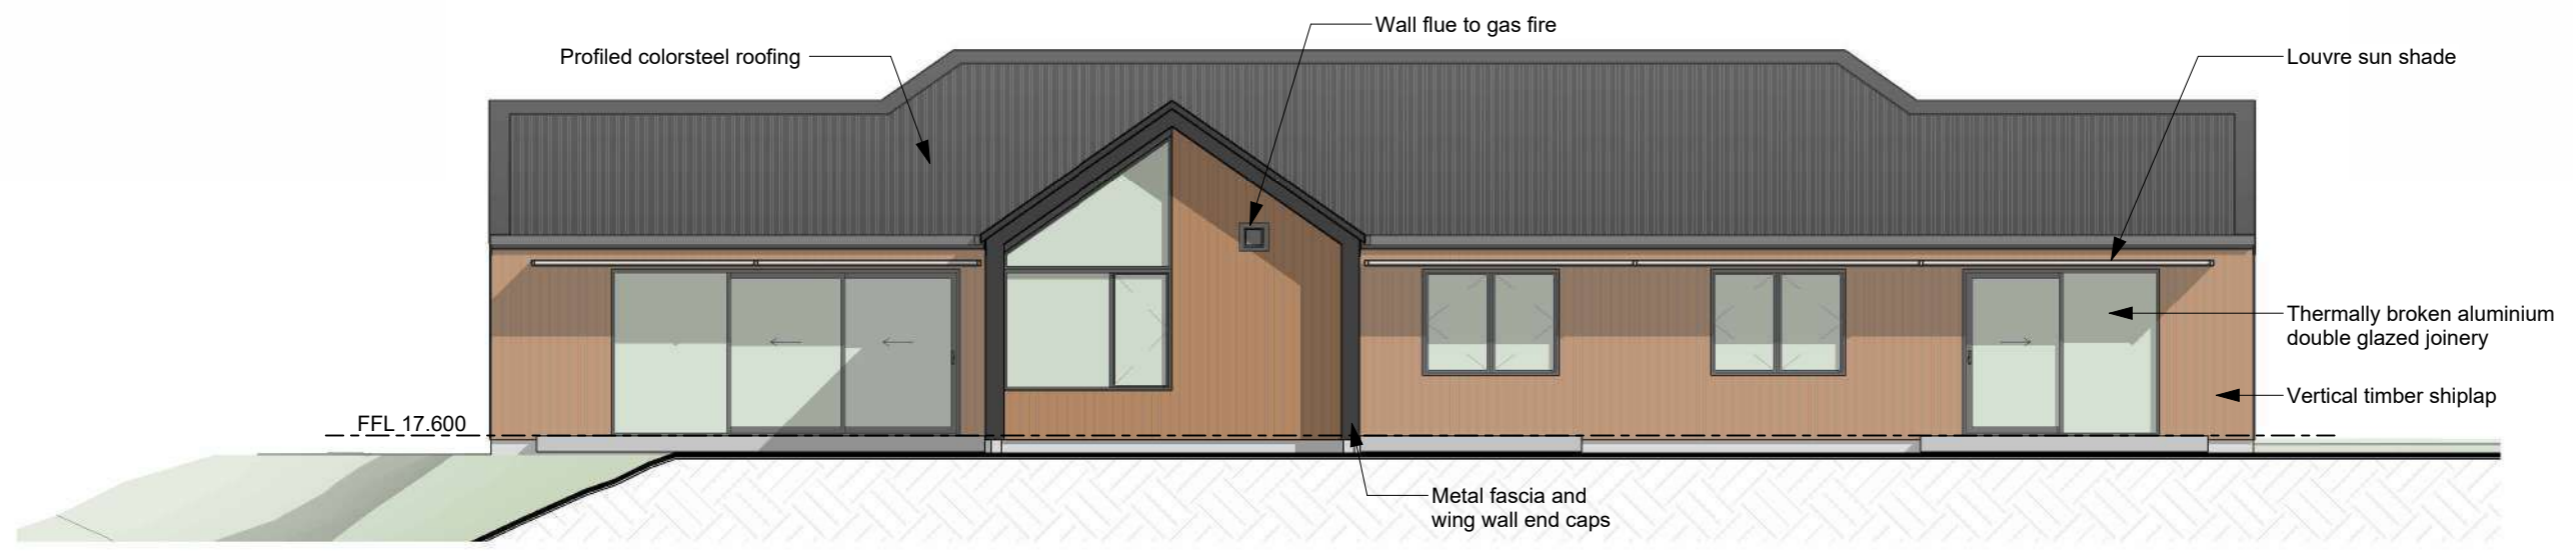 Wall flue to gas fire
Profiled colorsteel roofing
Louvre sun shade
Thermally broken aluminium
double glazed joinery
Vertical timber shiplap
FFL 17.600
Metal fascia and
wing wall end caps